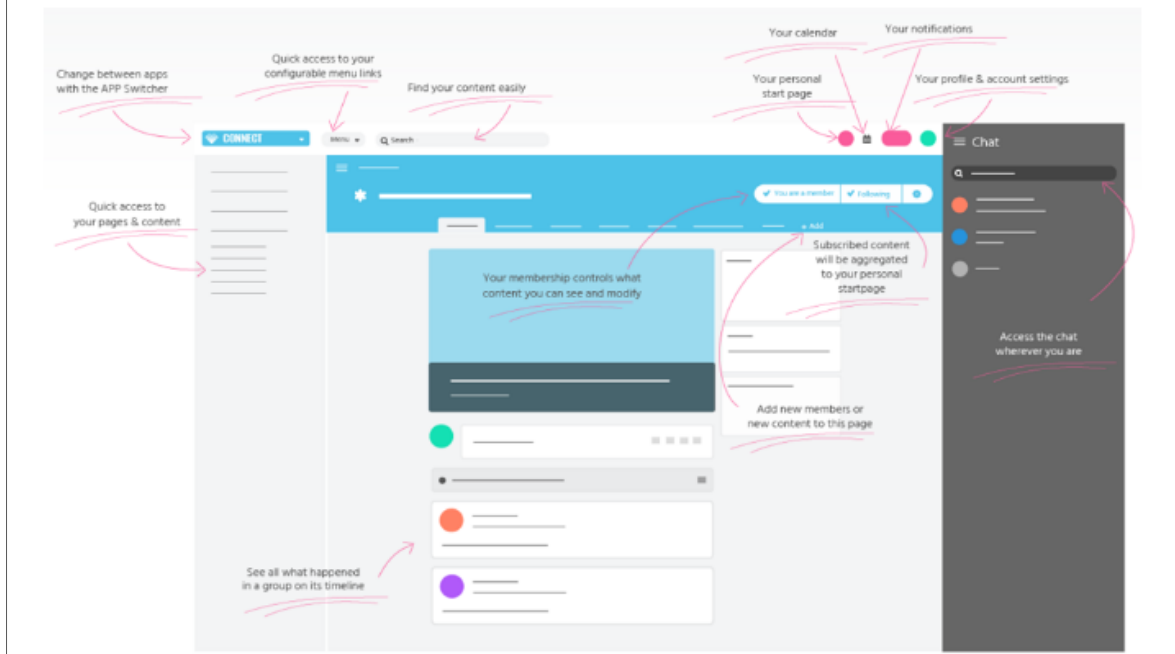 Your calendar
Your notifications
Quick access to your
configurable menu links
Change between apps
with the APP Switcher
Find your content easily
Your personal
start page
Your profile & account settings
CONNECT
Menu
Search
Chat
Quick access to
your pages & content
You are a member
Following
+ Add
Subscribed content
will be aggregated
to your personal
startpage
Your membership controls what
content you can see and modify
Access the chat
wherever you are
Add new members or
new content to this page
See all what happened
in a group on its timeline